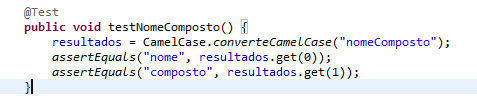 @Test
public void testNomeComposto() {
    resultados = CamelCase.converteCamelCase("nomeComposto");
    assertEquals("nome", resultados.get(0));
    assertEquals("composto", resultados.get(1));
}